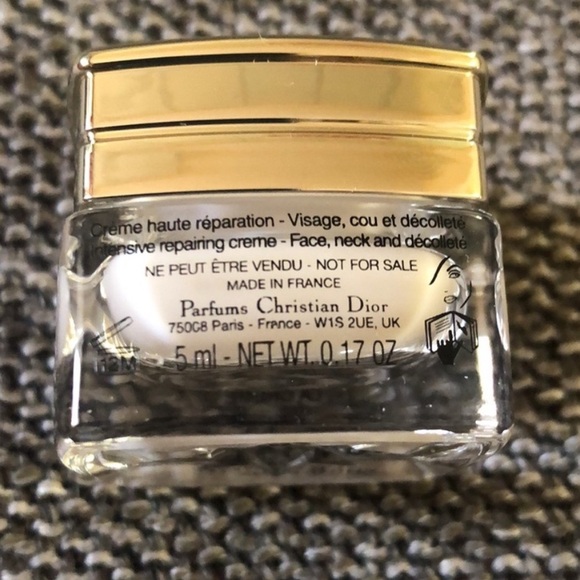 Crème haute réparation - Visage, cou et décolleté
Intensive repairing creme - Face, neck and décolleté
NE PEUT ÊTRE VENDU - NOT FOR SALE
MADE IN FRANCE
Parfums Christian Dior
75008 Paris - France - W1S 2UE, UK
5 ml - NET WT. 0.17 OZ
12M